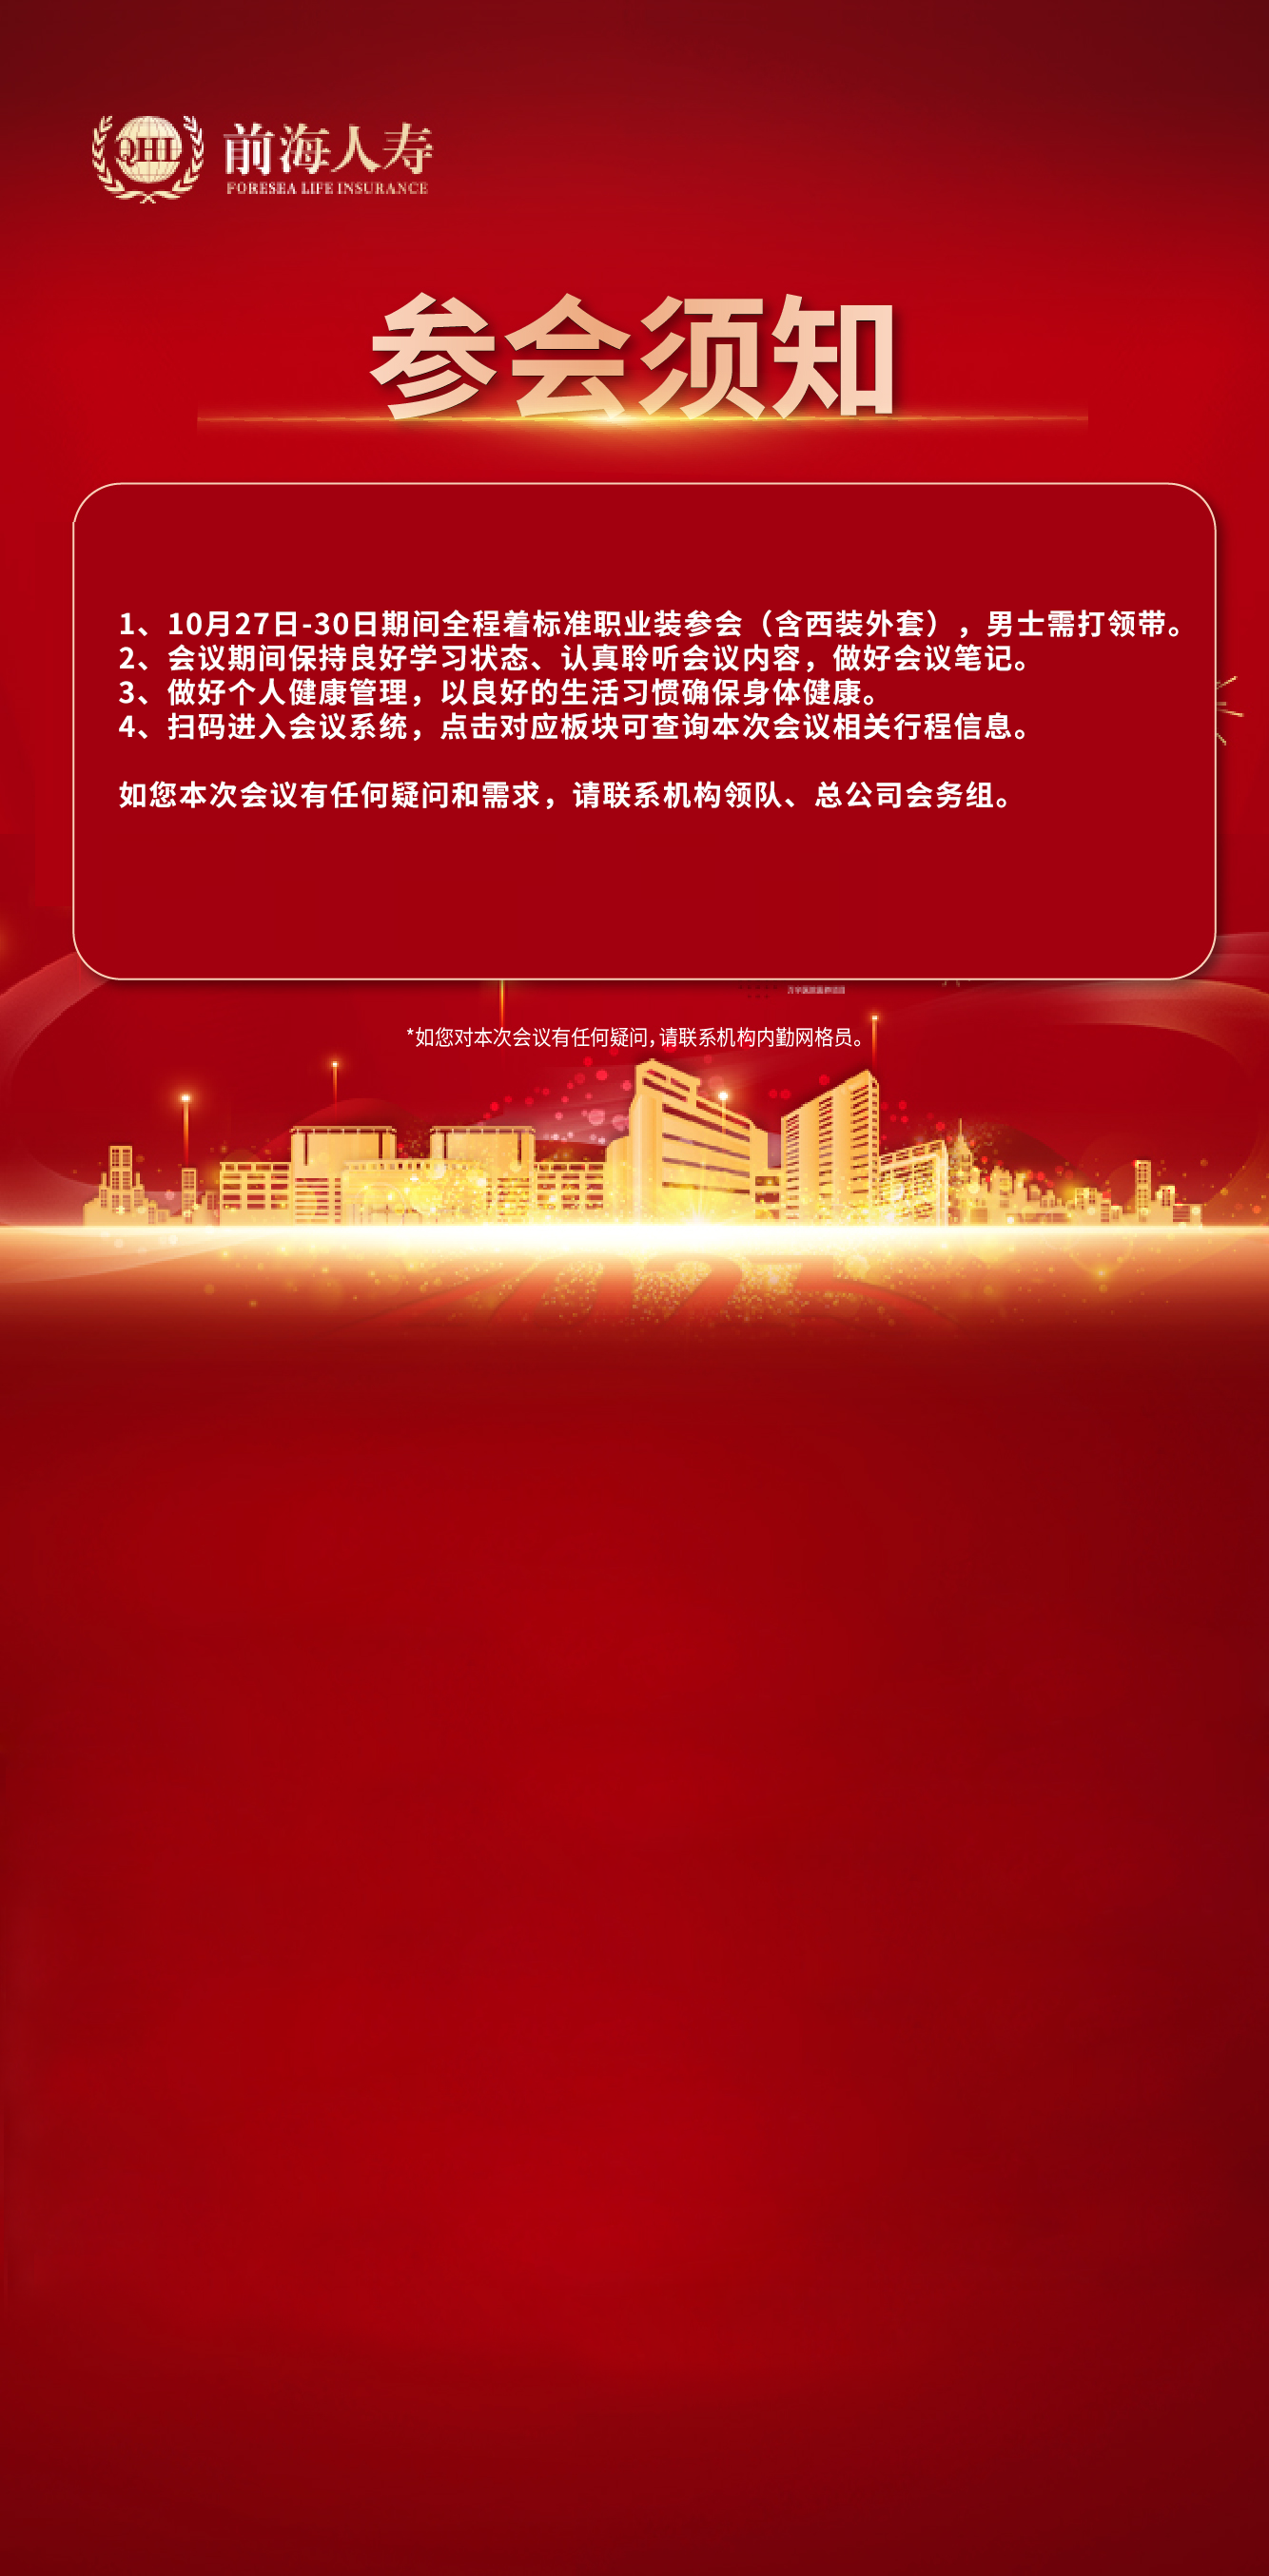 QHI
前海人寿
FORESEA LIFE INSURANCE
参会须知
1、10月27日-30日期间全程着标准职业装参会（含西装外套），男士需打领带。
2、会议期间保持良好学习状态、认真聆听会议内容，做好会议笔记。
3、做好个人健康管理，以良好的生活习惯确保身体健康。
4、扫码进入会议系统，点击对应板块可查询本次会议相关行程信息。
如您本次会议有任何疑问和需求，请联系机构领队、总公司会务组。
*如您对本次会议有任何疑问，请联系机构内勤网格员。